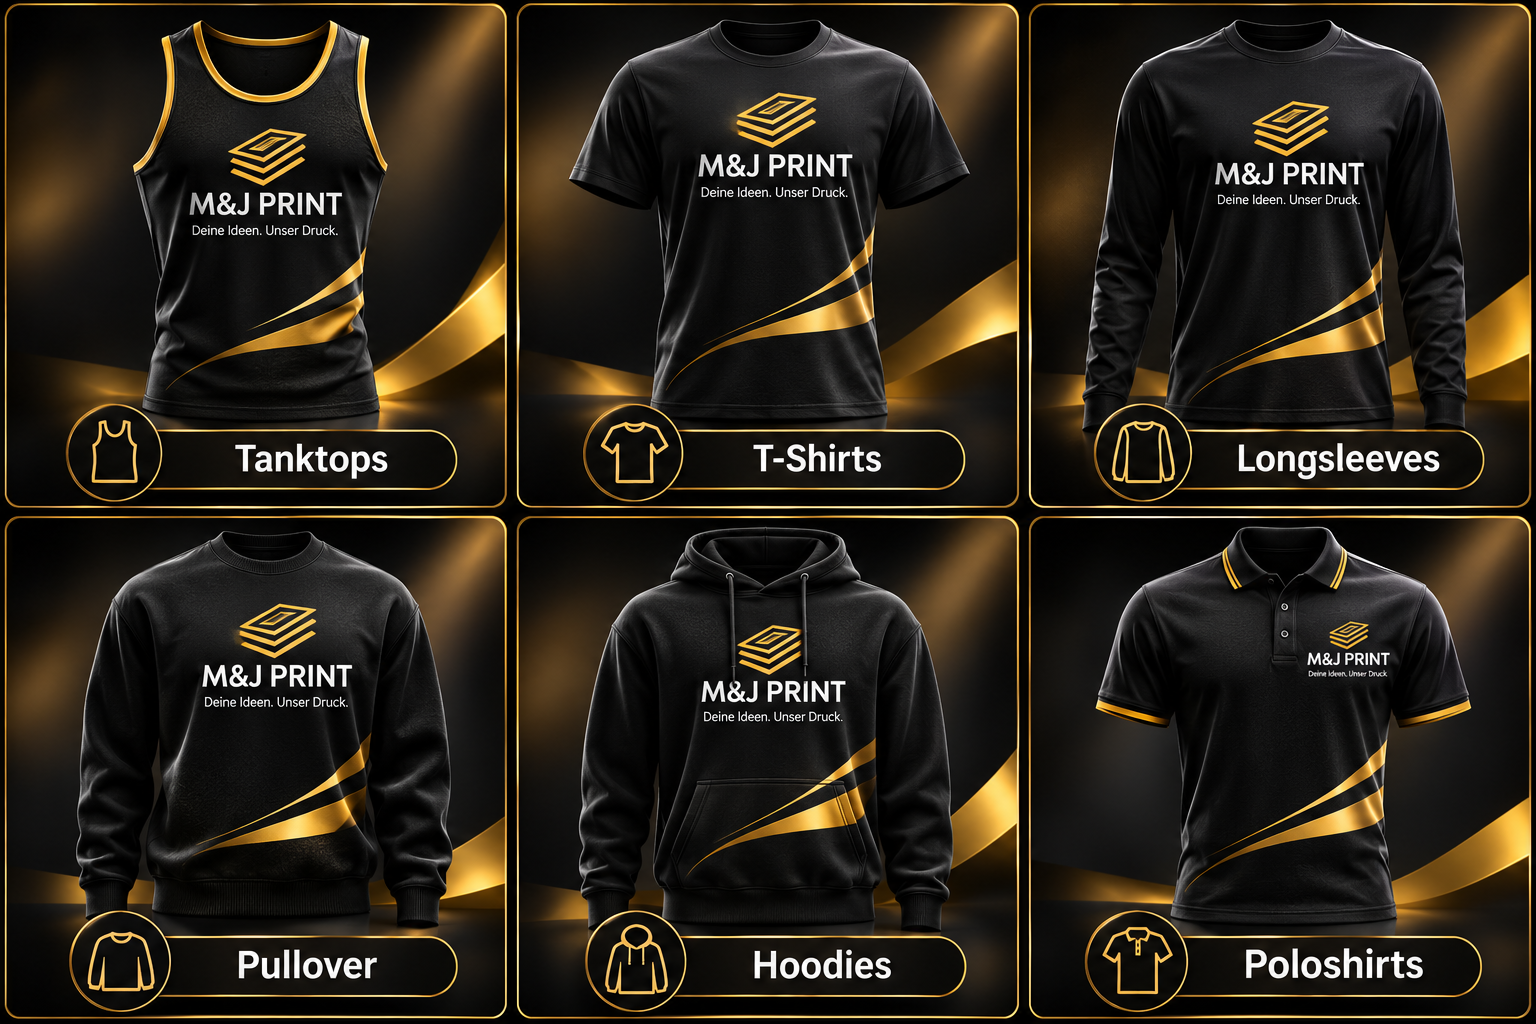 M&J PRINT
Deine Ideen. Unser Druck.
Tanktops
M&J PRINT
Deine Ideen. Unser Druck.
T-Shirts
M&J PRINT
Deine Ideen. Unser Druck.
Longsleeves
M&J PRINT
Deine Ideen. Unser Druck.
Pullover
M&J PRINT
Deine Ideen. Unser Druck.
Hoodies
M&J PRINT
Deine Ideen. Unser Druck.
Poloshirts